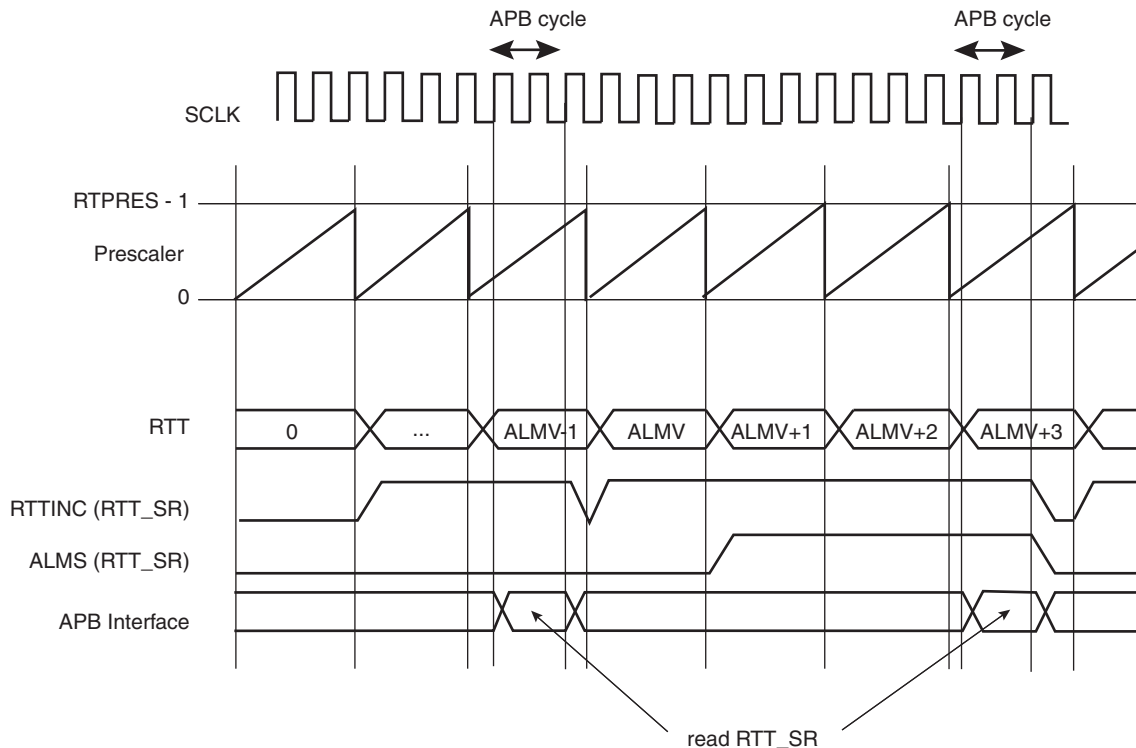 APB cycle
APB cycle
SCLK
RTPRES - 1
Prescaler
0
RTT
0
...
ALMV-1
ALMV
ALMV+1
ALMV+2
ALMV+3
RTTINC (RTT_SR)
ALMS (RTT_SR)
APB Interface
read RTT_SR